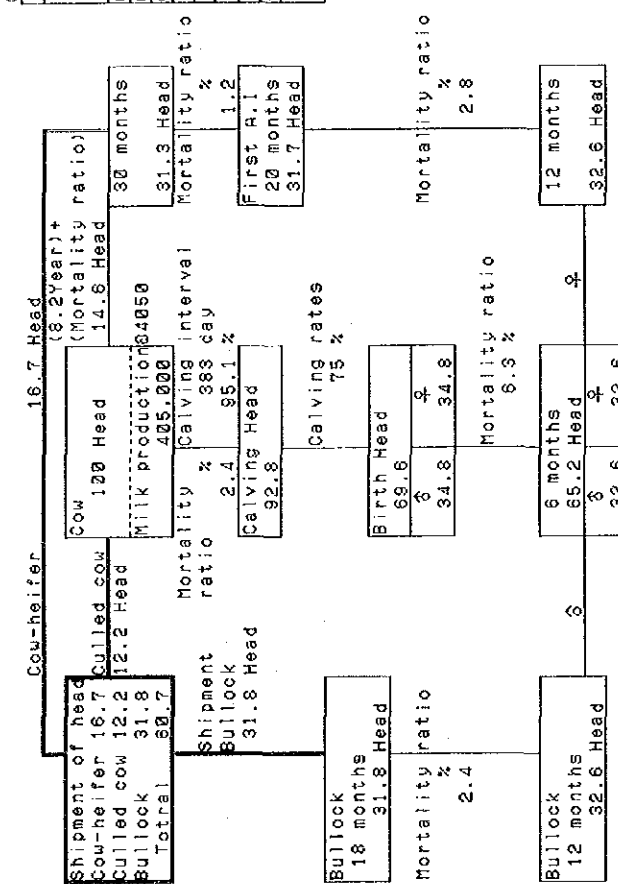 Cow-heifer
16.7 Head
Shipment of head
Cow-heifer 16.7
Culled cow 12.2
Bullock 31.8
Totral 60.7
Culled cow
12.2 Head
Cow
100 Head
Milk production@4050
405.000
(8.2Year)+
(Mortality ratio)
14.6 Head
30 months
31.3 Head
Shipment
Bullock
31.8 Head
Mortality %
ratio 2.4
Calving interval
383 day
95.1 %
Mortality ratio
%
1.2
Calving Head
92.8
First A.I
20 months
31.7 Head
Calving rates
75 %
Bullock
18 months
31.8 Head
Birth Head
69.6
♂ ♀
34.8 34.8
Mortality ratio
%
2.8
Mortality ratio
%
2.4
Mortality ratio
6.3 %
Bullock
12 months
32.6 Head
♂
6 months
65.2 Head
♂ ♀
32.6 32.6
♀
12 months
32.6 Head